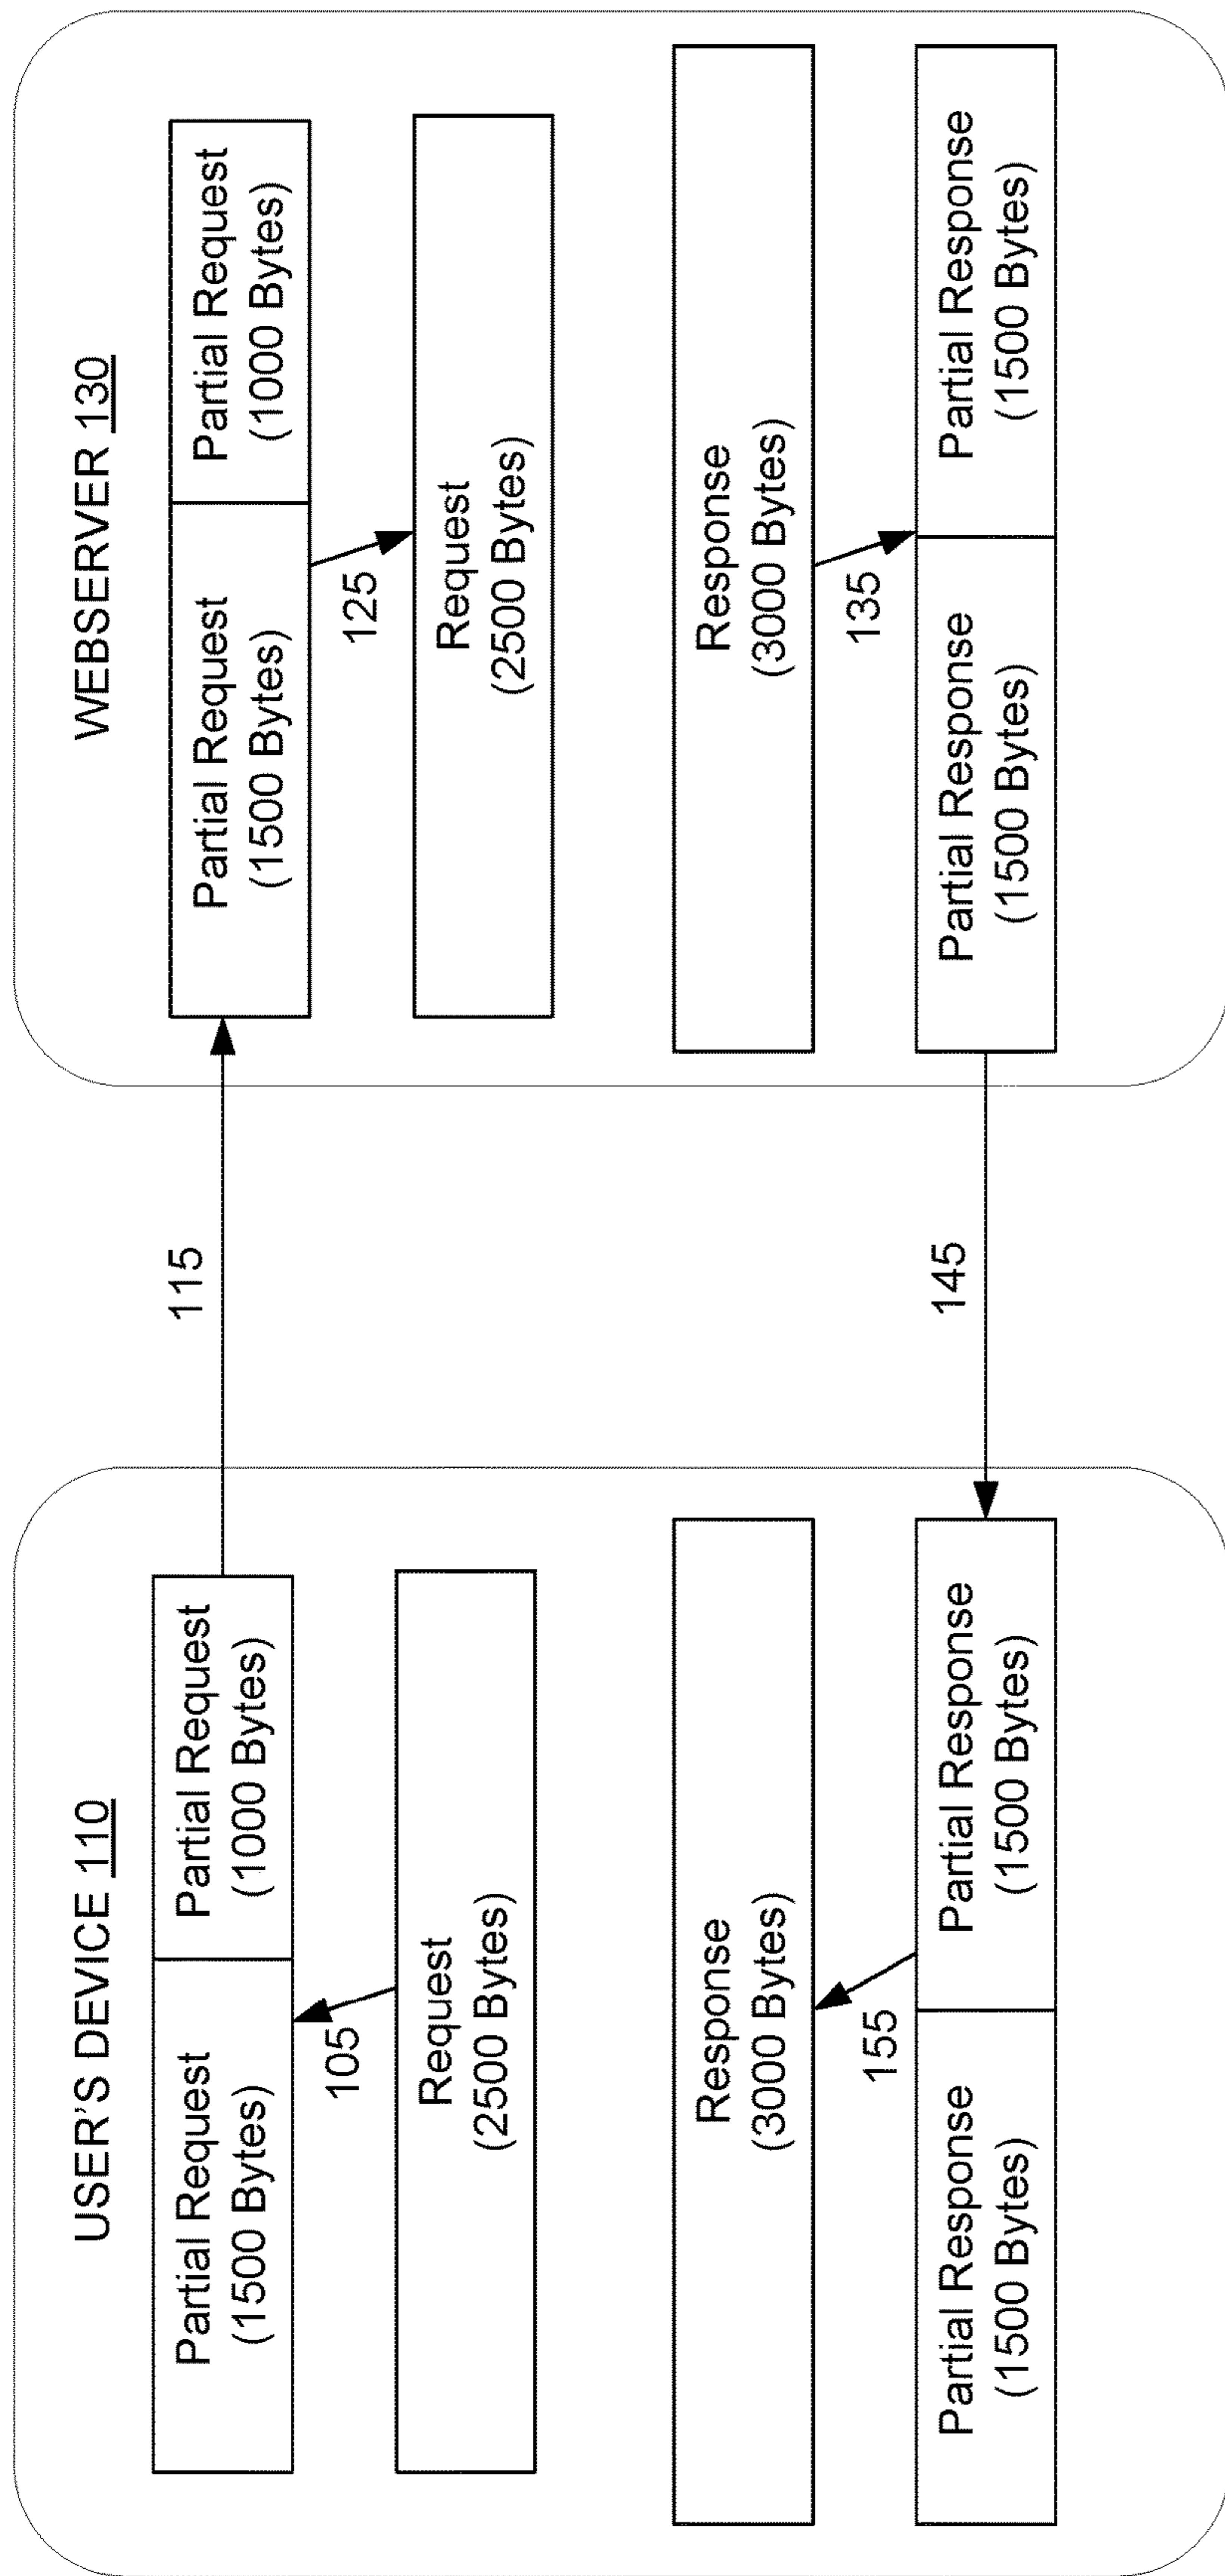 USER'S DEVICE 110
Partial Request
(1500 Bytes)
Partial Request
(1000 Bytes)
105
Request
(2500 Bytes)
Response
(3000 Bytes)
155
Partial Response
(1500 Bytes)
Partial Response
(1500 Bytes)
115
145
WEBSERVER 130
Partial Request
(1500 Bytes)
Partial Request
(1000 Bytes)
125
Request
(2500 Bytes)
Response
(3000 Bytes)
135
Partial Response
(1500 Bytes)
Partial Response
(1500 Bytes)